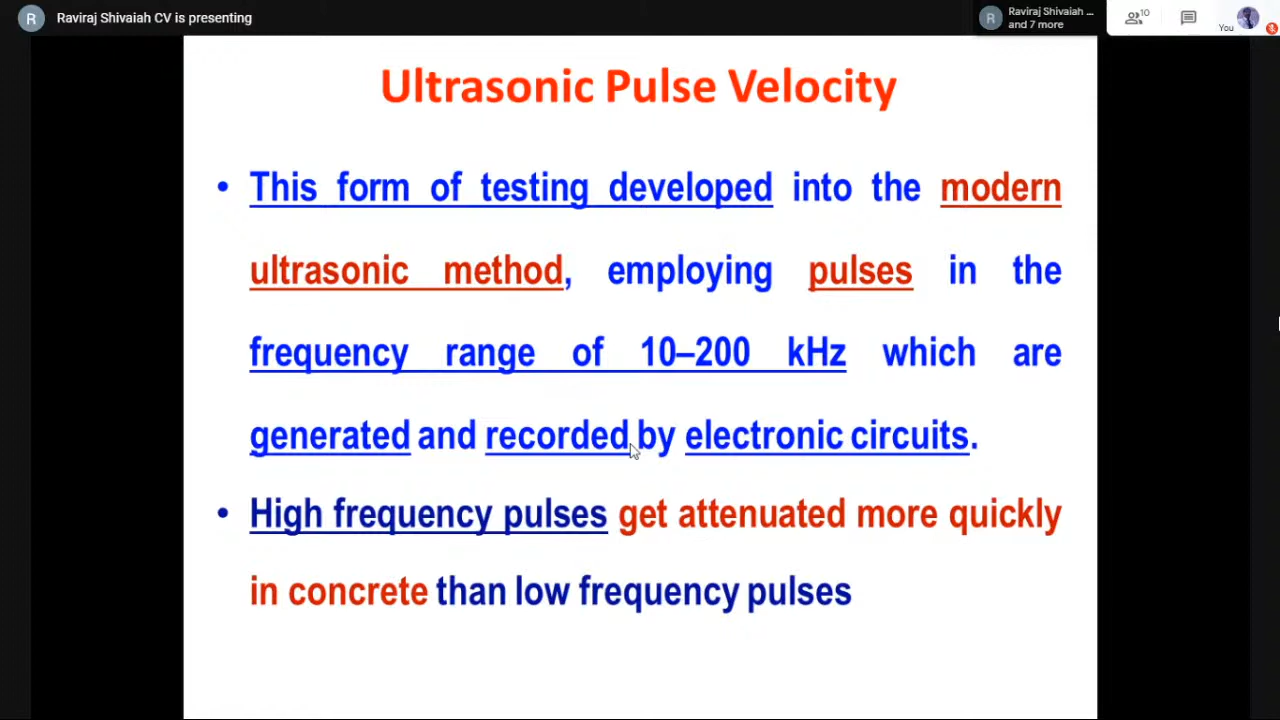 R Raviraj Shivaiah CV is presenting
R Raviraj Shivaiah ...
and 7 more
10
You
Ultrasonic Pulse Velocity
• This form of testing developed into the modern
ultrasonic method, employing pulses in the
frequency range of 10–200 kHz which are
generated and recorded by electronic circuits.
• High frequency pulses get attenuated more quickly
in concrete than low frequency pulses